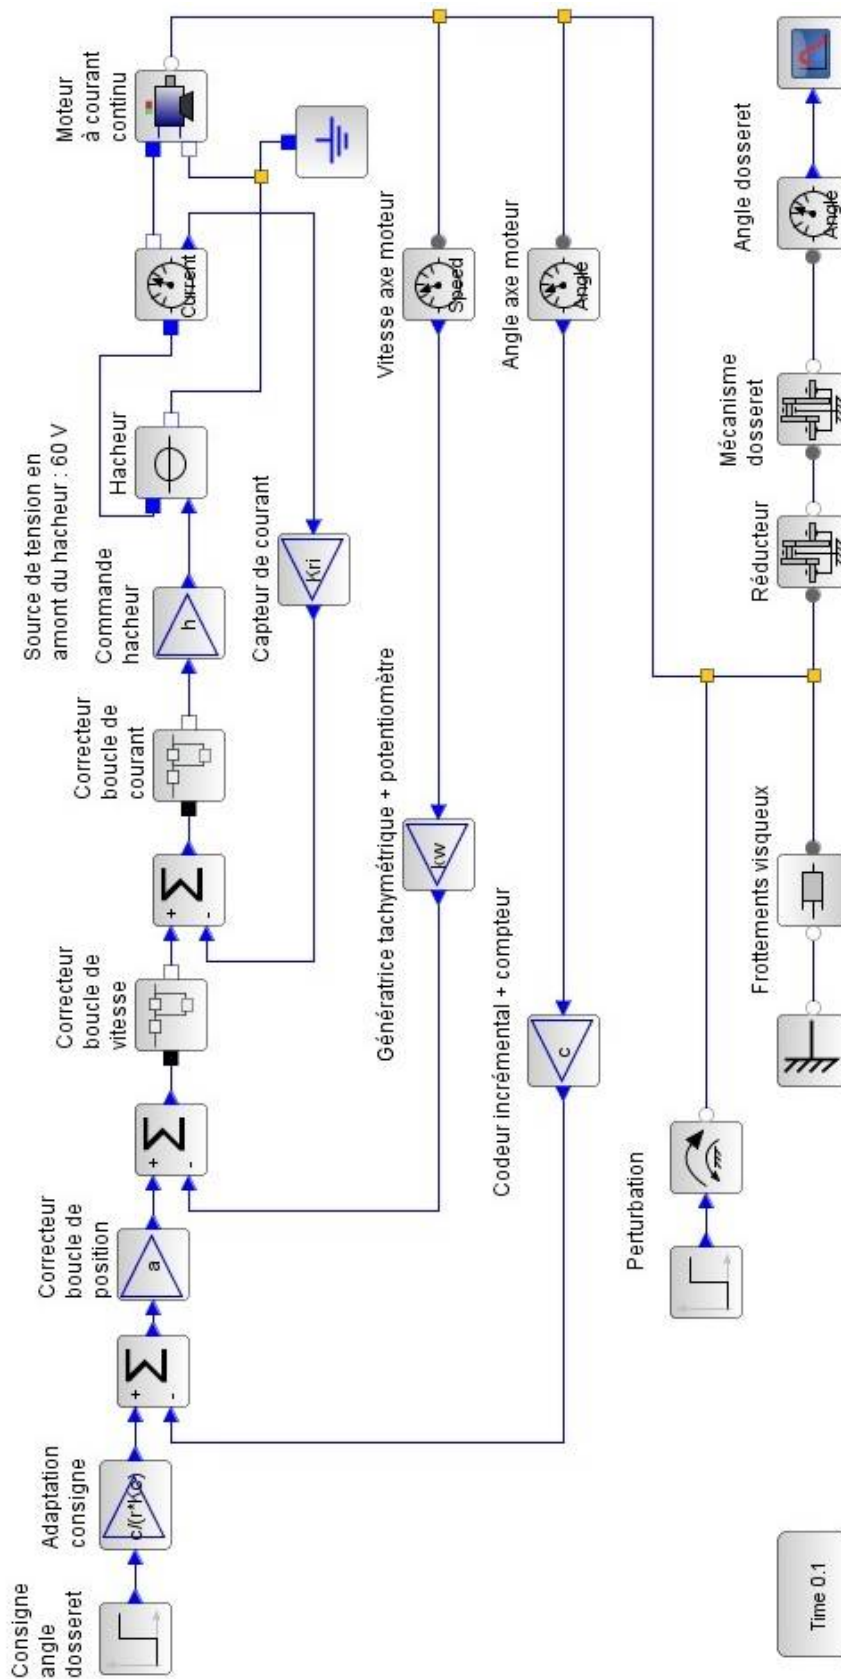 Consigne
angle
dosseret
Adaptation
consigne
c/(r*Kc)
+
-
Σ
Correcteur
boucle de
position
a
+
-
Σ
Correcteur
boucle de
vitesse
+
-
Σ
Correcteur
boucle de
courant
Commande
hacheur
h
Source de tension en
amont du hacheur : 60 V
Hacheur
Current
Moteur
à courant
continu
Capteur de courant
Kri
Vitesse axe moteur
Speed
Génératrice tachymétrique + potentiomètre
kw
Angle axe moteur
Angle
Codeur incrémental + compteur
c
Perturbation
Frottements visqueux
Réducteur
Mécanisme
dosseret
Angle dosseret
Angle
Time 0.1